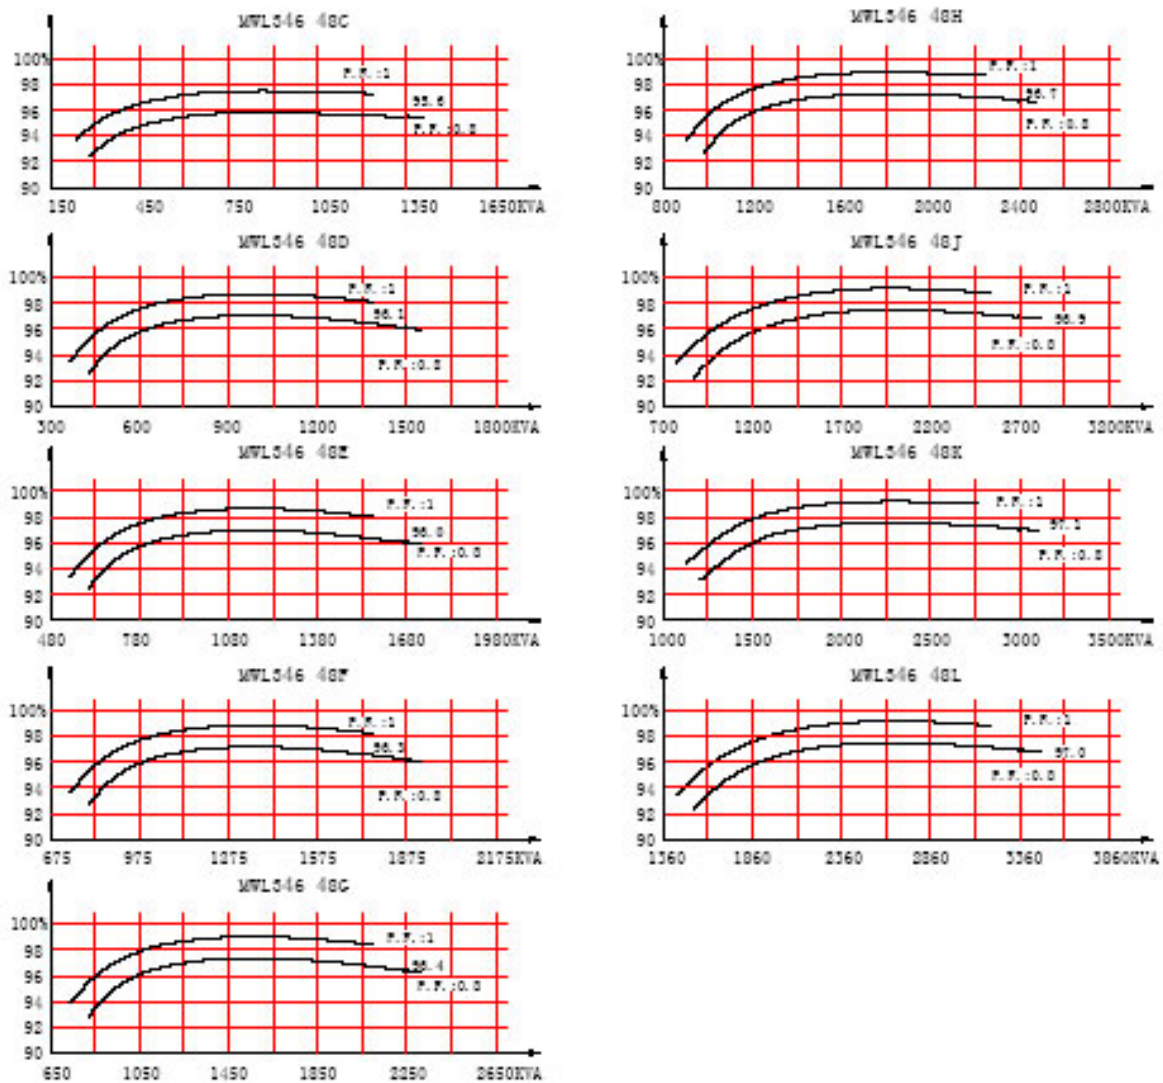 MWL546 48C
100%
P.F.:1
98
95.6
96
94
P.F.:0.8
92
90
150 450 750 1050 1350 1650KVA
MWL546 48D
100%
P.F.:1
98
96.1
96
94
P.F.:0.8
92
90
300 600 900 1200 1500 1800KVA
MWL546 48E
100%
P.F.:1
98
96.0
96
P.F.:0.8
94
92
90
480 780 1080 1380 1680 1980KVA
MWL546 48F
100%
P.F.:1
98
96.3
96
94
P.F.:0.8
92
90
675 975 1275 1575 1875 2175KVA
MWL546 48G
100%
P.F.:1
98
96.4
96
P.F.:0.8
94
92
90
650 1050 1450 1850 2250 2650KVA
MWL546 48H
100%
P.F.:1
98
96.7
96
P.F.:0.8
94
92
90
800 1200 1600 2000 2400 2800KVA
MWL546 48J
100%
P.F.:1
98
96.9
96
P.F.:0.8
94
92
90
700 1200 1700 2200 2700 3200KVA
MWL546 48K
100%
P.F.:1
98
97.1
96
P.F.:0.8
94
92
90
1000 1500 2000 2500 3000 3500KVA
MWL546 48L
100%
P.F.:1
98
97.0
96
P.F.:0.8
94
92
90
1360 1860 2360 2860 3360 3860KVA